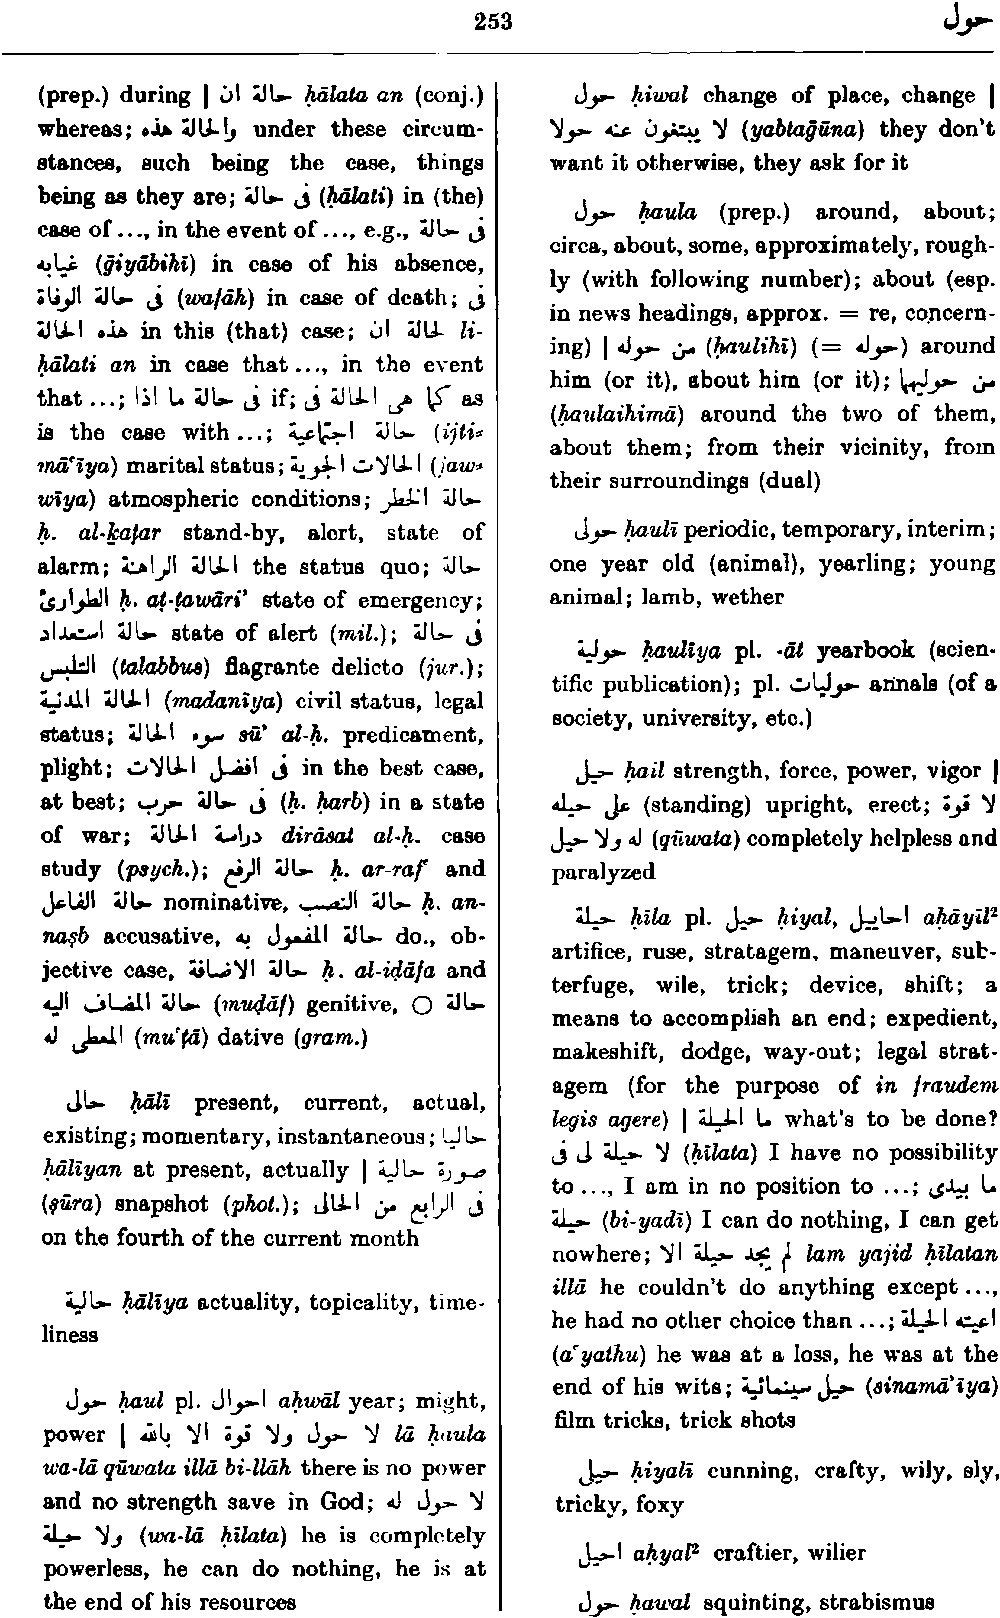 253
حول
(prep.) during | حالة ان ḥālata an (conj.)
whereas; والحالة هذه under these circum-
stances, such being the case, things
being as they are; فى حالة (ḥālati) in (the)
case of ..., in the event of ..., e.g., فى حالة
غيابه (ḡiyābihī) in case of his absence,
فى حالة الوفاة (wafāh) in case of death; فى
هذه الحالة in this (that) case; لحالة ان li-
ḥālati an in case that ..., in the event
that ...; فى حالة ما اذا if; كما هى الحالة فى as
is the case with ...; حالة اجتماعية (ijti-
māʿīya) marital status; الحالات الجوية (jaw-
wīya) atmospheric conditions; حالة الخطر
ḥ. al-ḵaṭar stand-by, alert, state of
alarm; الحالة الراهنة the status quo; حالة
الطوارئ ḥ. aṭ-ṭawāriʾ state of emergency;
حالة استعداد state of alert (mil.); فى حالة
التلبس (talabbus) flagrante delicto (jur.);
الحالة المدنية (madanīya) civil status, legal
status; سوء الحالة sūʾ al-ḥ. predicament,
plight; فى افضل الحالات in the best case,
at best; فى حالة حرب (ḥ. ḥarb) in a state
of war; دراسة الحالة dirāsat al-ḥ. case
study (psych.); حالة الرفع ḥ. ar-rafʿ and
حالة الفاعل nominative, حالة النصب ḥ. an-
naṣb accusative, حالة المفعول به do., ob-
jective case, حالة الاضافة ḥ. al-iḍāfa and
حالة المضاف اليه (muḍāf) genitive, ○ حالة
المعطى له (muʿṭā) dative (gram.)
حالى ḥālī present, current, actual,
existing; momentary, instantaneous; حاليا
ḥālīyan at present, actually | صورة حالية
(ṣūra) snapshot (phot.); فى الرابع من الحالى
on the fourth of the current month
حالية ḥālīya actuality, topicality, time-
liness
حول ḥaul pl. احوال aḥwāl year; might,
power | لا حول ولا قوة الا بالله lā ḥaula
wa-lā qūwata illā bi-llāh there is no power
and no strength save in God; لا حول له
ولا حيلة (wa-lā ḥīlata) he is completely
powerless, he can do nothing, he is at
the end of his resources
حول ḥiwal change of place, change |
لا يبتغون عنه حولا (yabtaḡūna) they don't
want it otherwise, they ask for it
حول ḥaula (prep.) around, about;
circa, about, some, approximately, rough-
ly (with following number); about (esp.
in news headings, approx. = re, concern-
ing) | من حوله (ḥaulihī) (= حوله) around
him (or it), about him (or it); من حوليهما
(ḥaulaihimā) around the two of them,
about them; from their vicinity, from
their surroundings (dual)
حولى ḥaulī periodic, temporary, interim;
one year old (animal), yearling; young
animal; lamb, wether
حولية ḥaulīya pl. -āt yearbook (scien-
tific publication); pl. حوليات annals (of a
society, university, etc.)
حيل ḥail strength, force, power, vigor |
على حيله (standing) upright, erect; لا قوة
له ولا حيل (qūwata) completely helpless and
paralyzed
حيلة ḥīla pl. حيل ḥiyal, احاييل aḥāyīl²
artifice, ruse, stratagem, maneuver, sub-
terfuge, wile, trick; device, shift; a
means to accomplish an end; expedient,
makeshift, dodge, way-out; legal strat-
agem (for the purpose of in fraudem
legis agere) | ما الحيلة what's to be done?
لا حيلة لى فى (ḥīlata) I have no possibility
to ..., I am in no position to ...; ما بيدى
حيلة (bi-yadī) I can do nothing, I can get
nowhere; لم يجد حيلة الا lam yajid ḥīlatan
illā he couldn't do anything except ...,
he had no other choice than ...; اعيته الحيلة
(aʿyathu) he was at a loss, he was at the
end of his wits; حيل سينمائية (sinamāʾīya)
film tricks, trick shots
حيلى ḥiyalī cunning, crafty, wily, sly,
tricky, foxy
احيل aḥyal² craftier, wilier
حول ḥawal squinting, strabismus